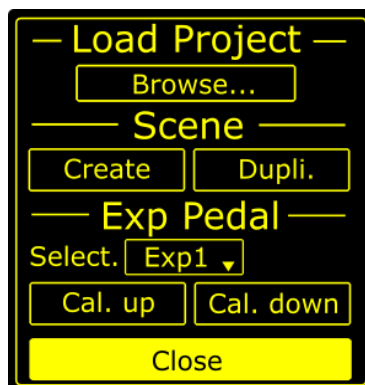 Load Project
Browse...
Scene
Create Dupli.
Exp Pedal
Select. Exp1
Cal. up Cal. down
Close